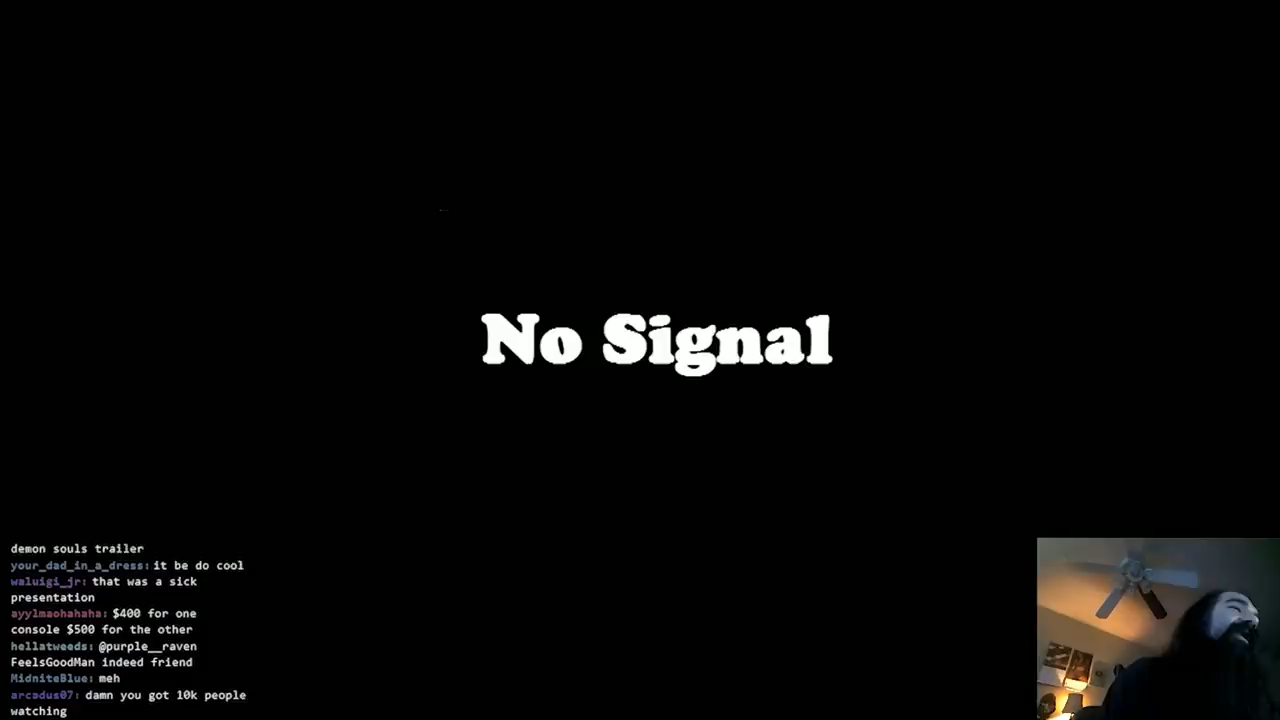 No Signal
demon souls trailer
your_dad_in_a_dress: it be do cool
waluigi_jr: that was a sick
presentation
ayylmaohahaha: $400 for one
console $500 for the other
hellatweeds: @purple__raven
FeelsGoodMan indeed friend
MidniteBlue: meh
arcadus07: damn you got 10k people
watching